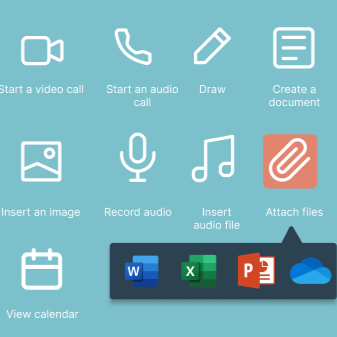 Start a video call
Start an audio
call
Draw
Create a
document
Insert an image
Record audio
Insert
audio file
Attach files
W
X
P
View calendar